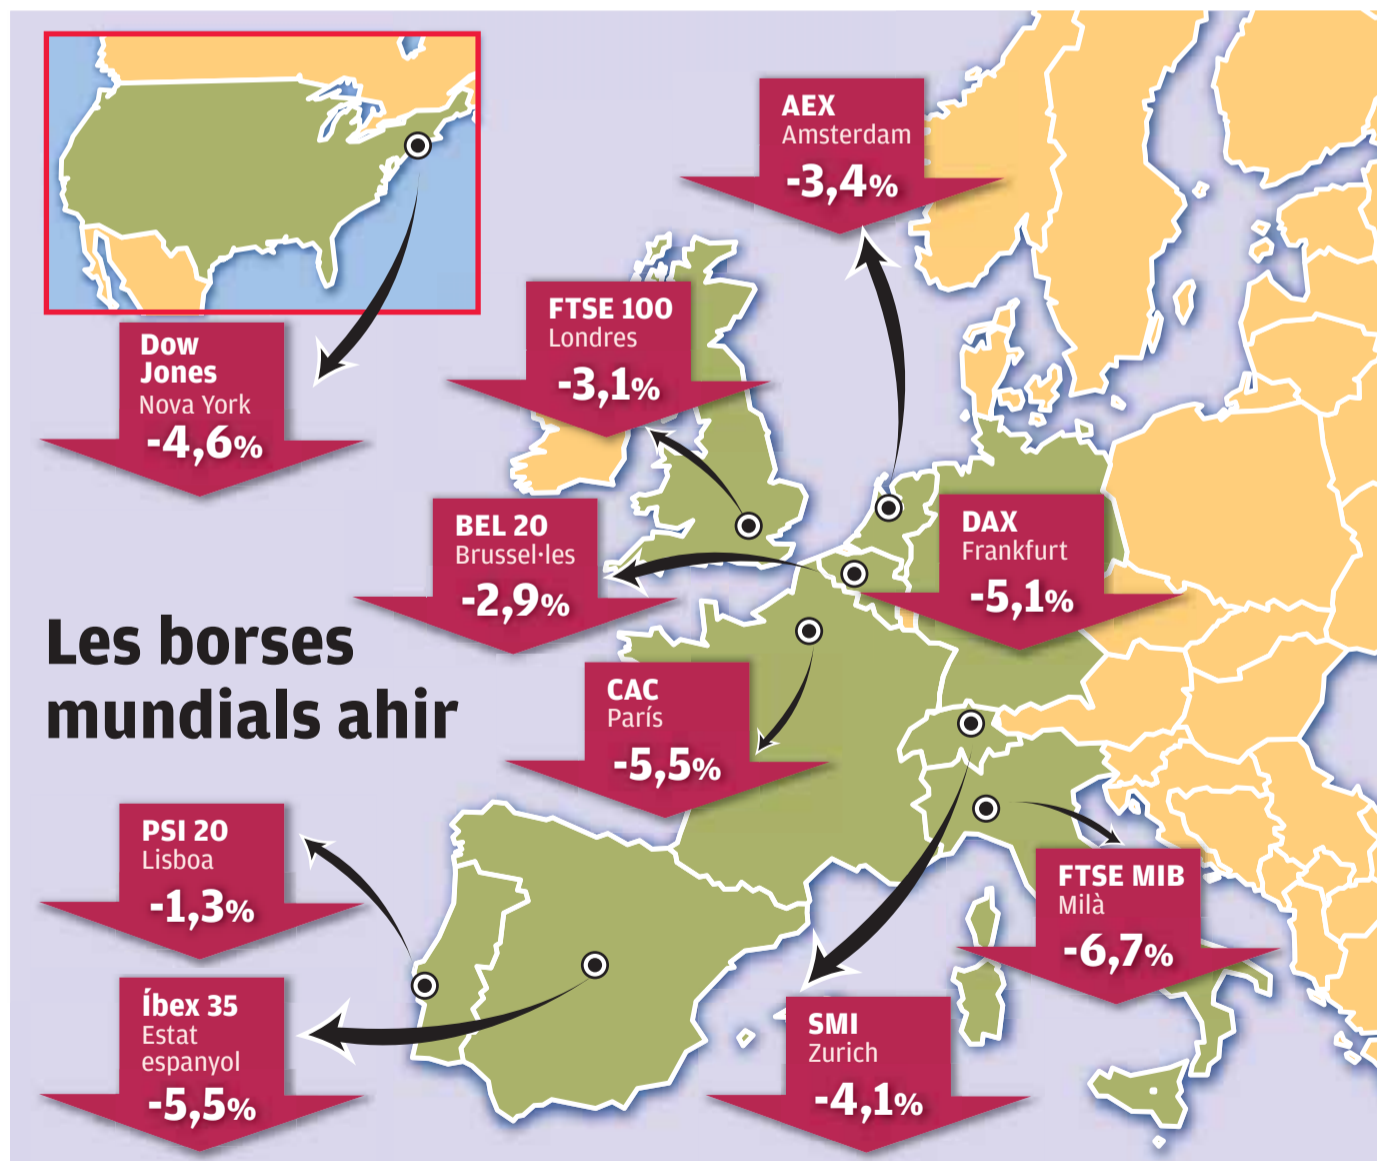 AEX
Amsterdam
-3,4%
FTSE 100
Londres
-3,1%
Dow
Jones
Nova York
-4,6%
BEL 20
Brussel·les
-2,9%
DAX
Frankfurt
-5,1%
Les borses
mundials ahir
CAC
París
-5,5%
PSI 20
Lisboa
-1,3%
FTSE MIB
Milà
-6,7%
Íbex 35
Estat
espanyol
-5,5%
SMI
Zurich
-4,1%